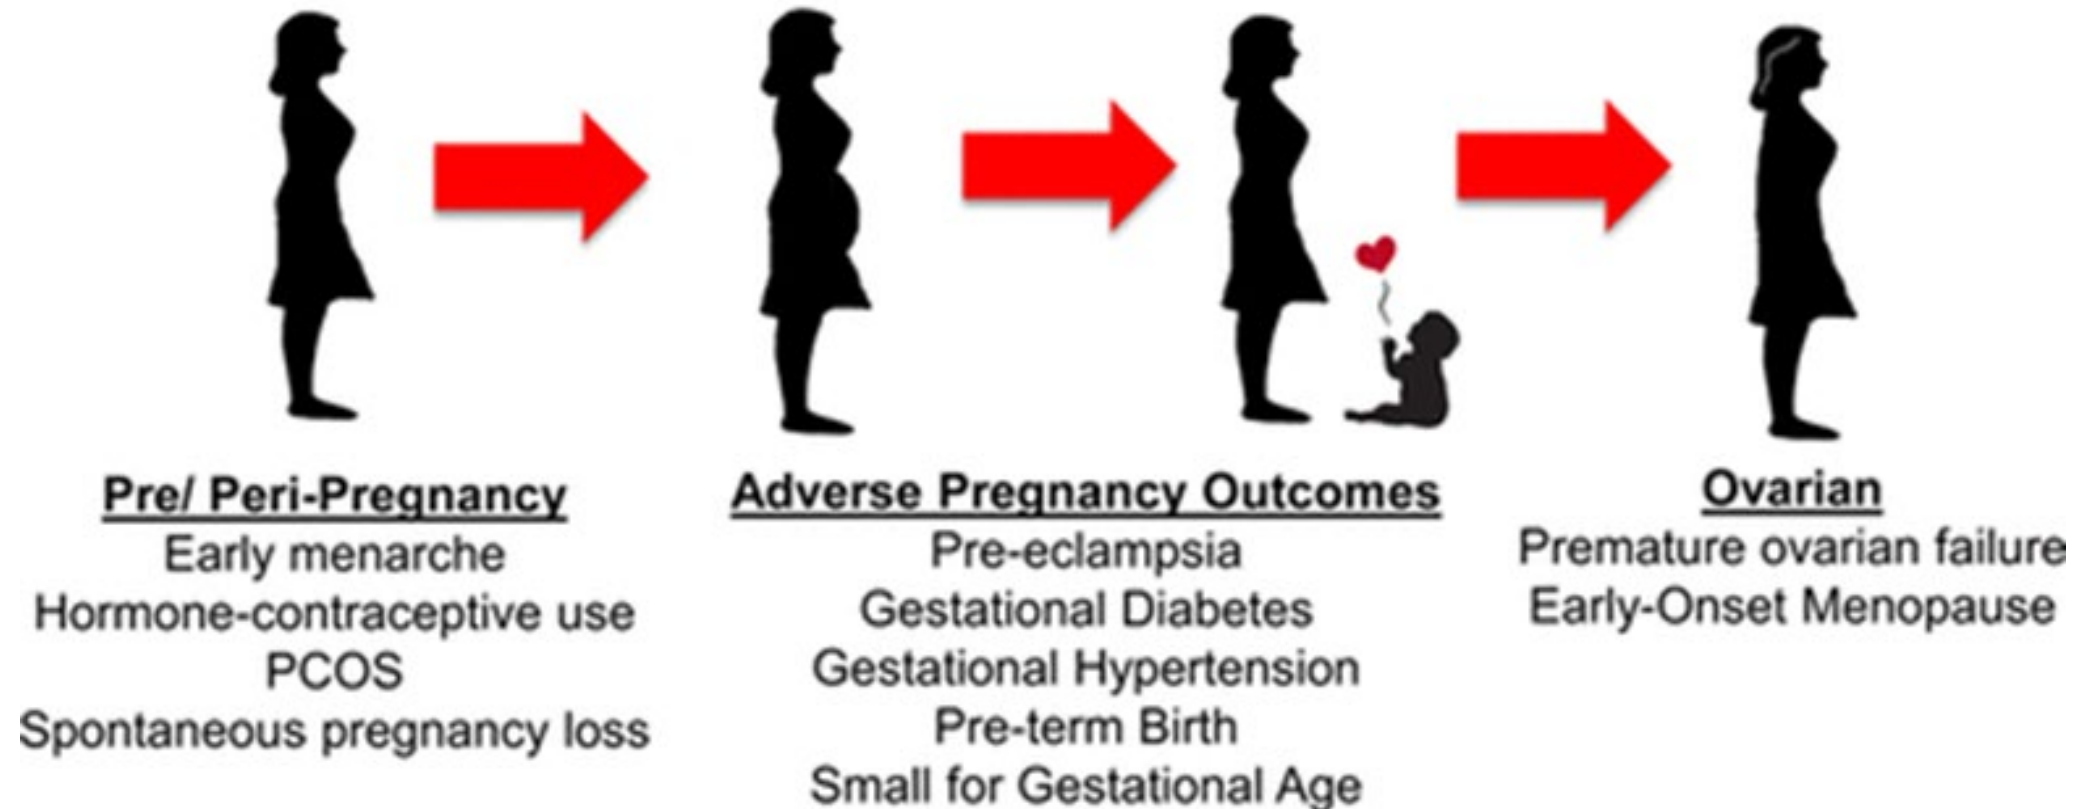 Pre/ Peri-Pregnancy
Early menarche
Hormone-contraceptive use
PCOS
Spontaneous pregnancy loss
Adverse Pregnancy Outcomes
Pre-eclampsia
Gestational Diabetes
Gestational Hypertension
Pre-term Birth
Small for Gestational Age
Ovarian
Premature ovarian failure
Early-Onset Menopause